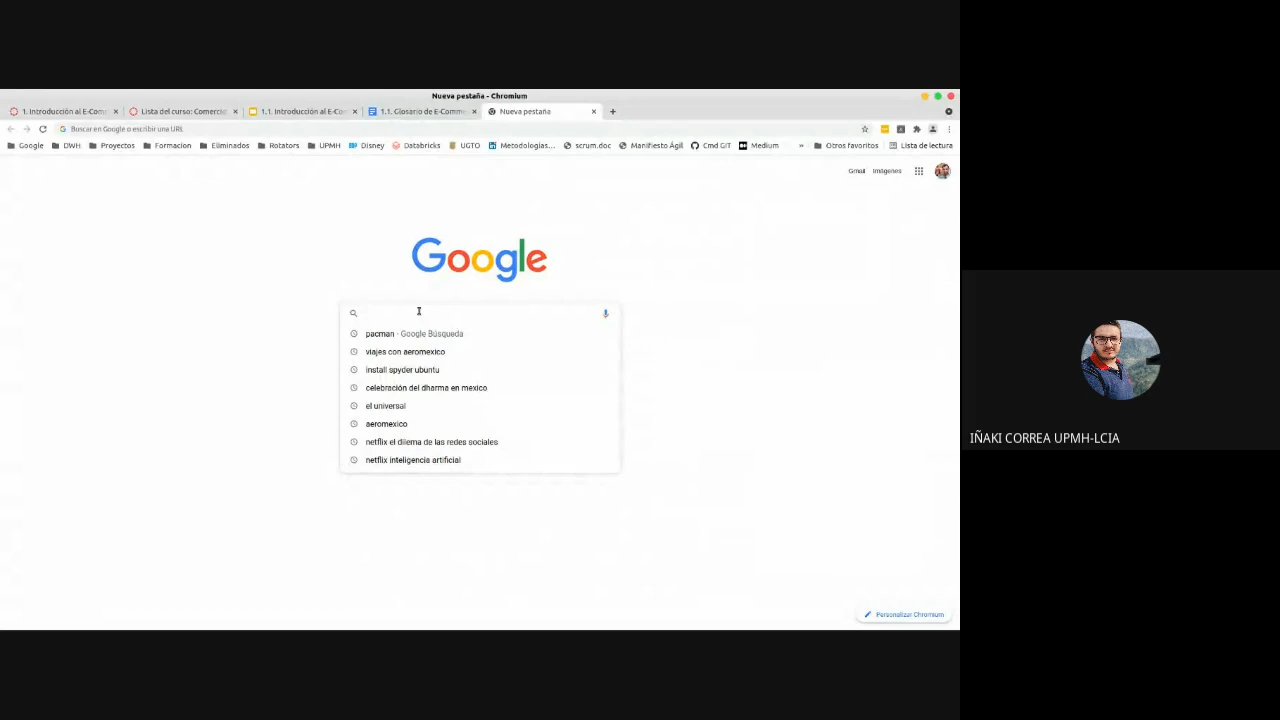 Nueva pestaña - Chromium
1. Introducción al E-Com
Lista del curso: Comercio
1.1. Introducción al E-Co
1.1. Glosario de E-Comme
Nueva pestaña
Buscar en Google o escribir una URL
Google
DWH
Proyectos
Formacion
Eliminados
Rotators
UPMH
Disney
Databricks
UGTO
Metodologías...
scrum.doc
Manifiesto Ágil
Cmd GIT
Medium
»
Otros favoritos
Lista de lectura
Gmail
Imágenes
Google
pacman - Google Búsqueda
viajes con aeromexico
install spyder ubuntu
celebración del dharma en mexico
el universal
aeromexico
netflix el dilema de las redes sociales
netflix inteligencia artificial
Personalizar Chromium
IÑAKI CORREA UPMH-LCIA